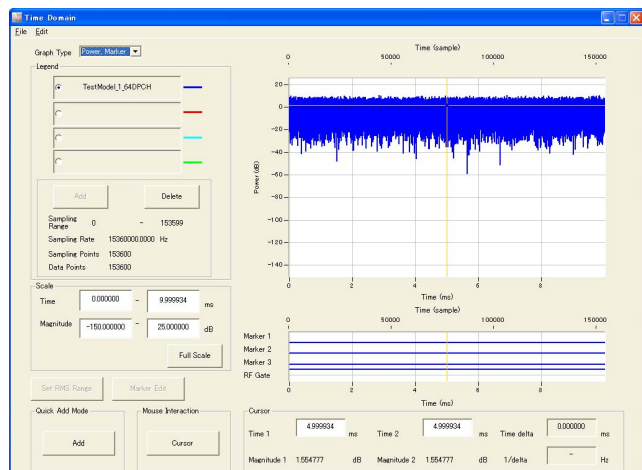 Time Domain
File Edit
Graph Type Power, Marker
Legend
TestModel_1_64DPCH
Add Delete
Sampling Range 0 - 153599
Sampling Rate 15360000.0000 Hz
Sampling Points 153600
Data Points 153600
Scale
Time 0.000000 - 9.999934 ms
Magnitude -150.000000 - 25.000000 dB
Full Scale
Set RMS Range Marker Edit
Quick Add Mode Mouse Interaction
Add Cursor
Time (sample)
0 50000 100000 150000
Power (dB)
20
0
-20
-40
-60
-80
-100
-120
-140
0 2 4 6 8
Time (ms)
Time (sample)
0 50000 100000 150000
Marker 1
Marker 2
Marker 3
RF Gate
0 2 4 6 8
Time (ms)
Cursor
Time 1 4.999934 ms Time 2 4.999934 ms Time delta 0.000000 ms
Magnitude 1 1.554777 dB Magnitude 2 1.554777 dB 1/delta - Hz